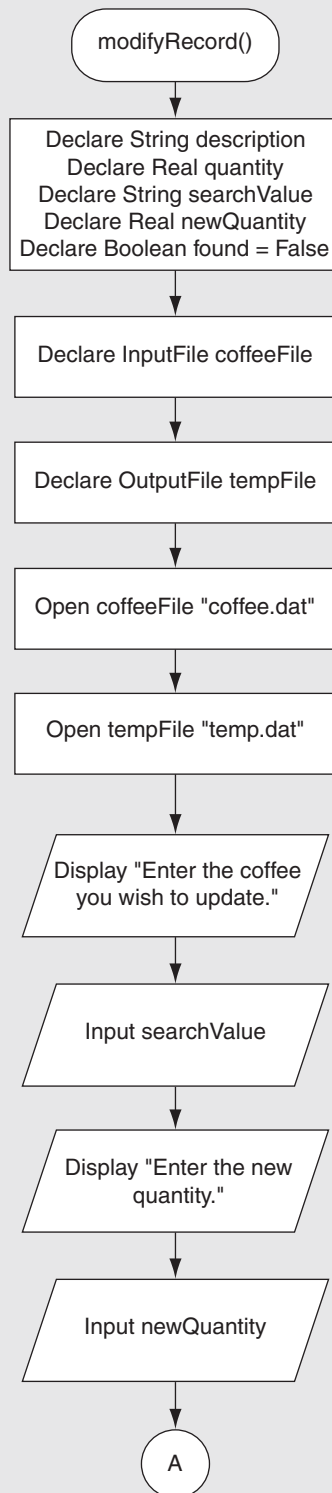 modifyRecord()
Declare String description
Declare Real quantity
Declare String searchValue
Declare Real newQuantity
Declare Boolean found = False
Declare InputFile coffeeFile
Declare OutputFile tempFile
Open coffeeFile "coffee.dat"
Open tempFile "temp.dat"
Display "Enter the coffee
you wish to update."
Input searchValue
Display "Enter the new
quantity."
Input newQuantity
A